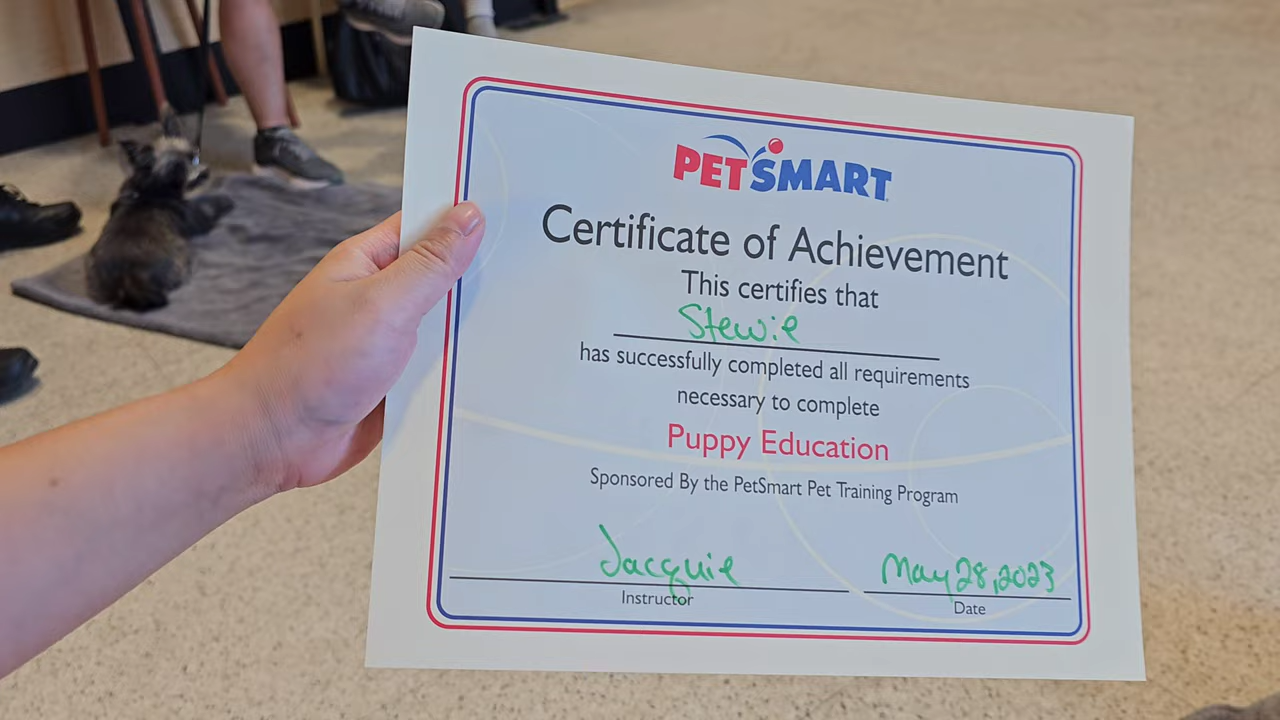 PETSMART
Certificate of Achievement
This certifies that
Stewie
has successfully completed all requirements
necessary to complete
Puppy Education
Sponsored By the PetSmart Pet Training Program
Jacquie May 28, 2023
Instructor Date